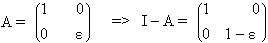 A = ( 1 0 ; 0 ε ) => I – A = ( 1 0 ; 0 1 – ε )